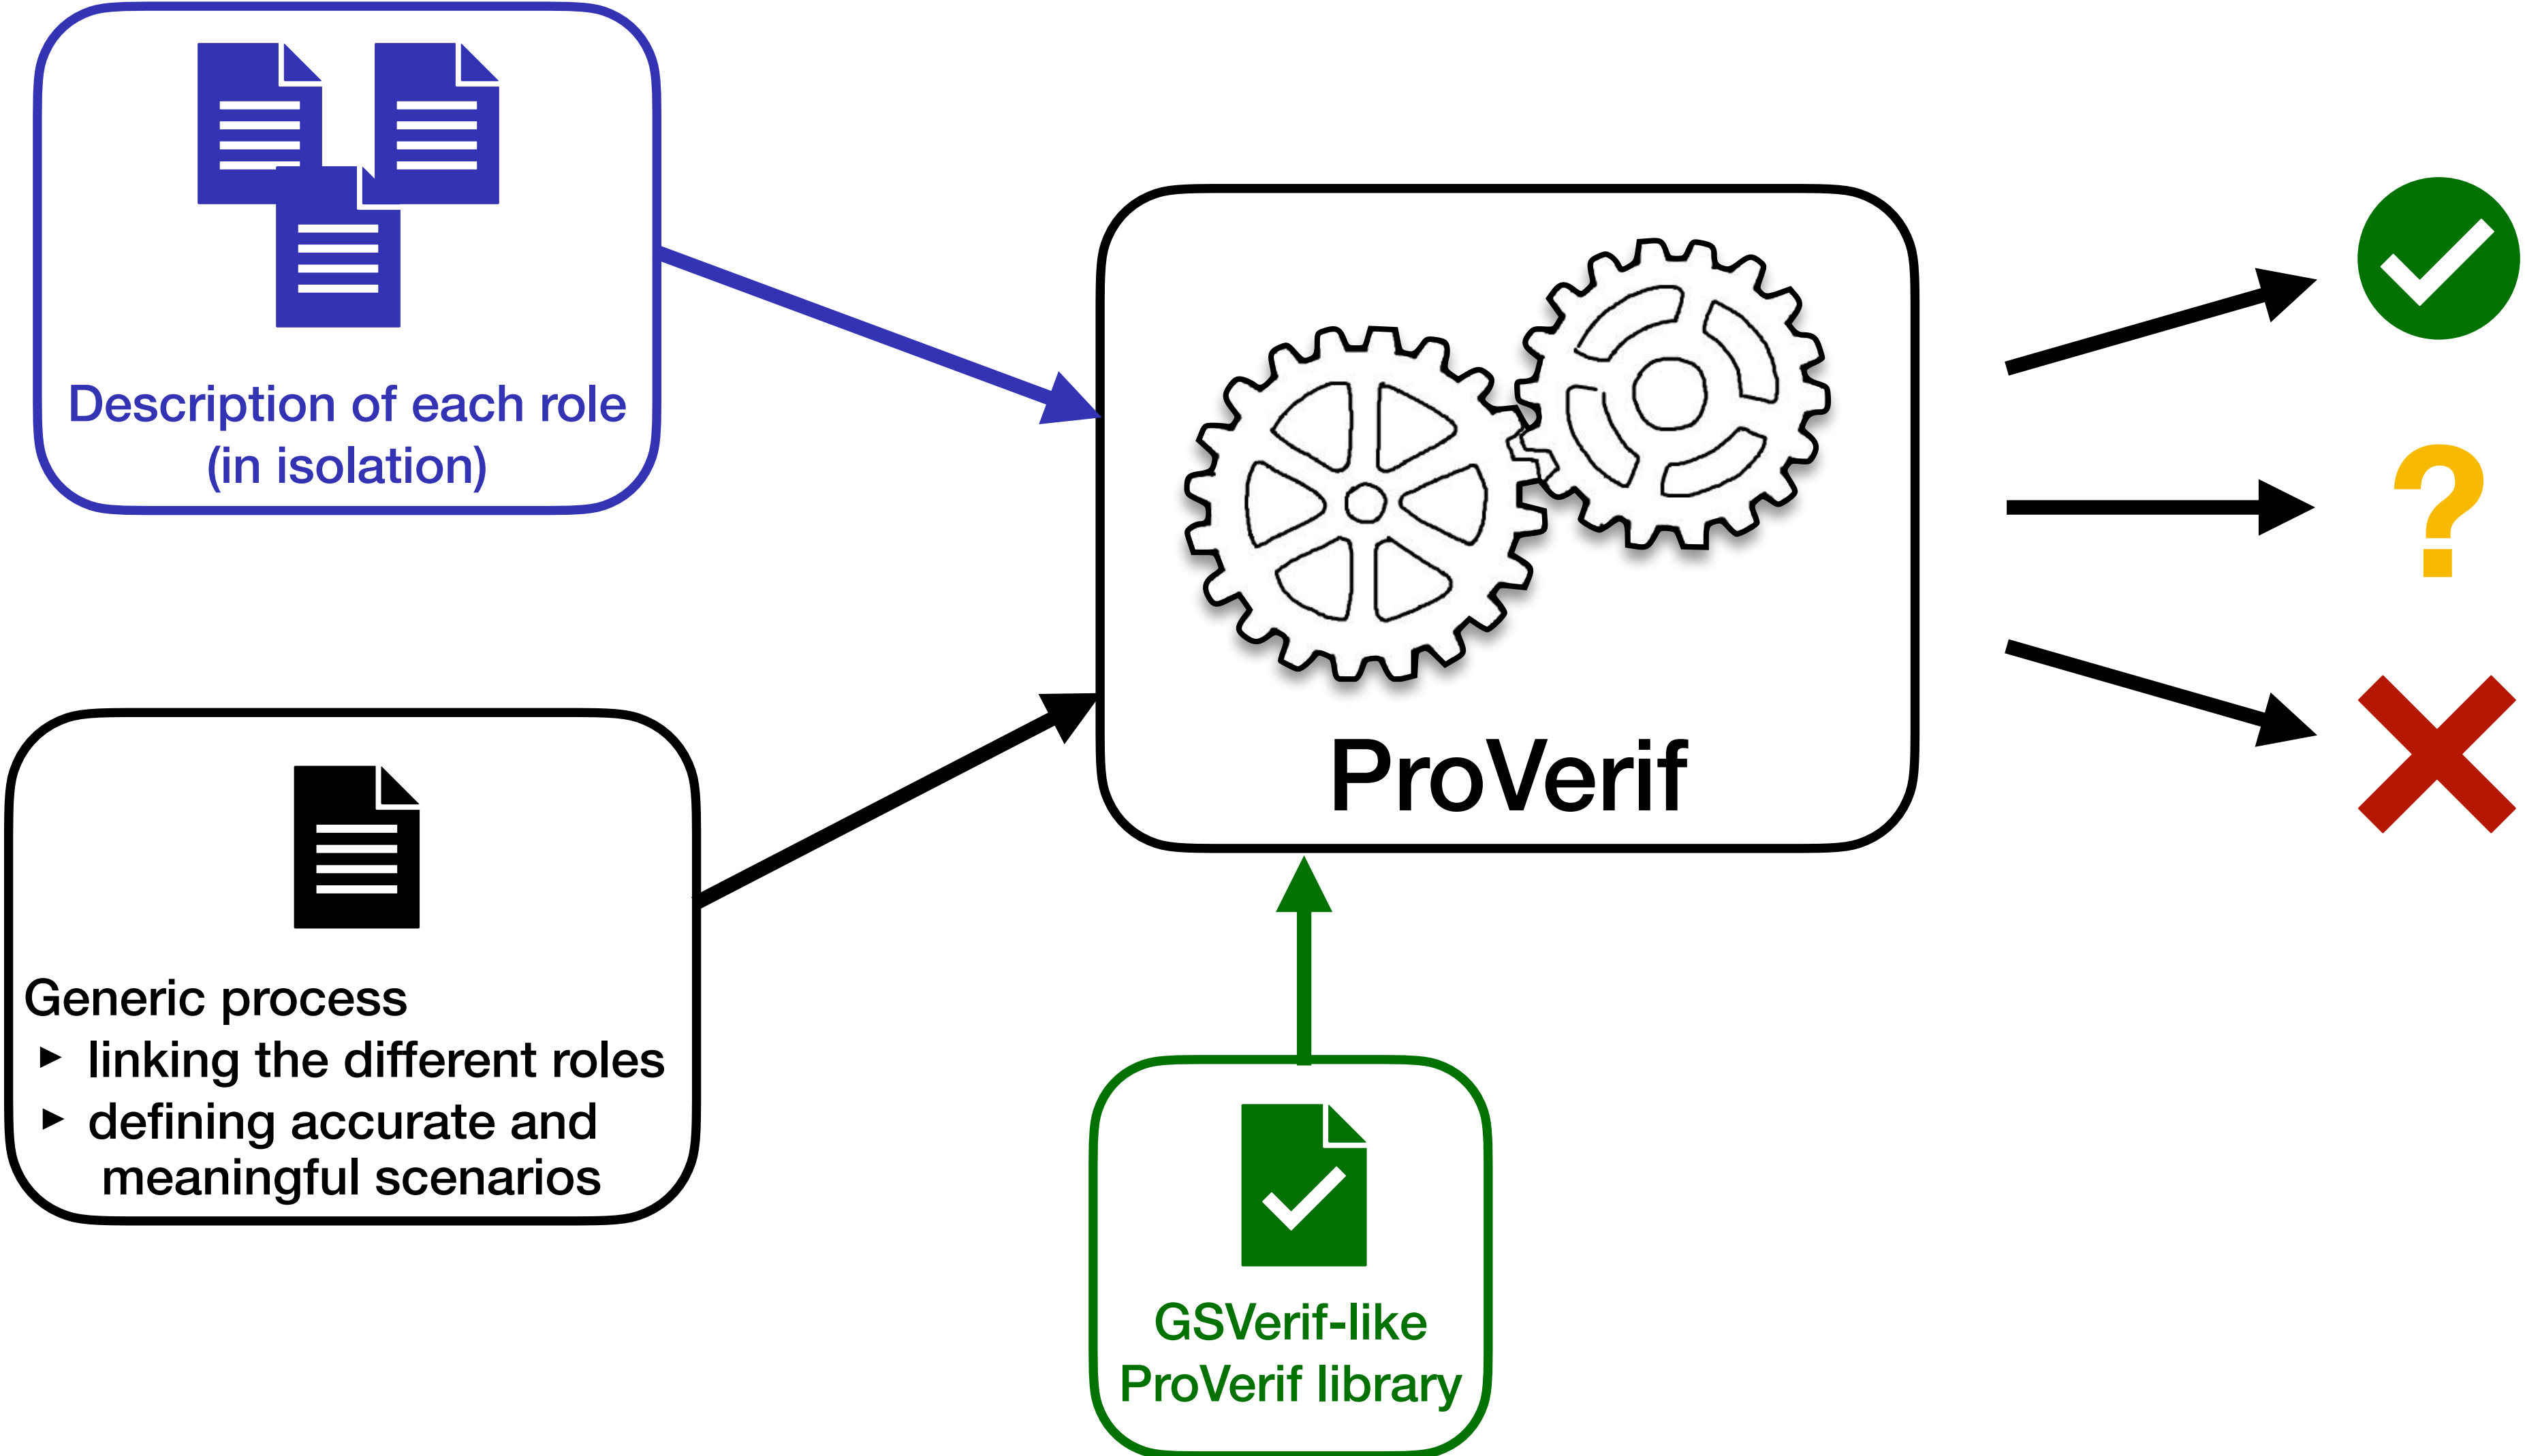 Description of each role
(in isolation)
ProVerif
Generic process
‣ linking the different roles
‣ defining accurate and
meaningful scenarios
GSVerif-like
ProVerif library